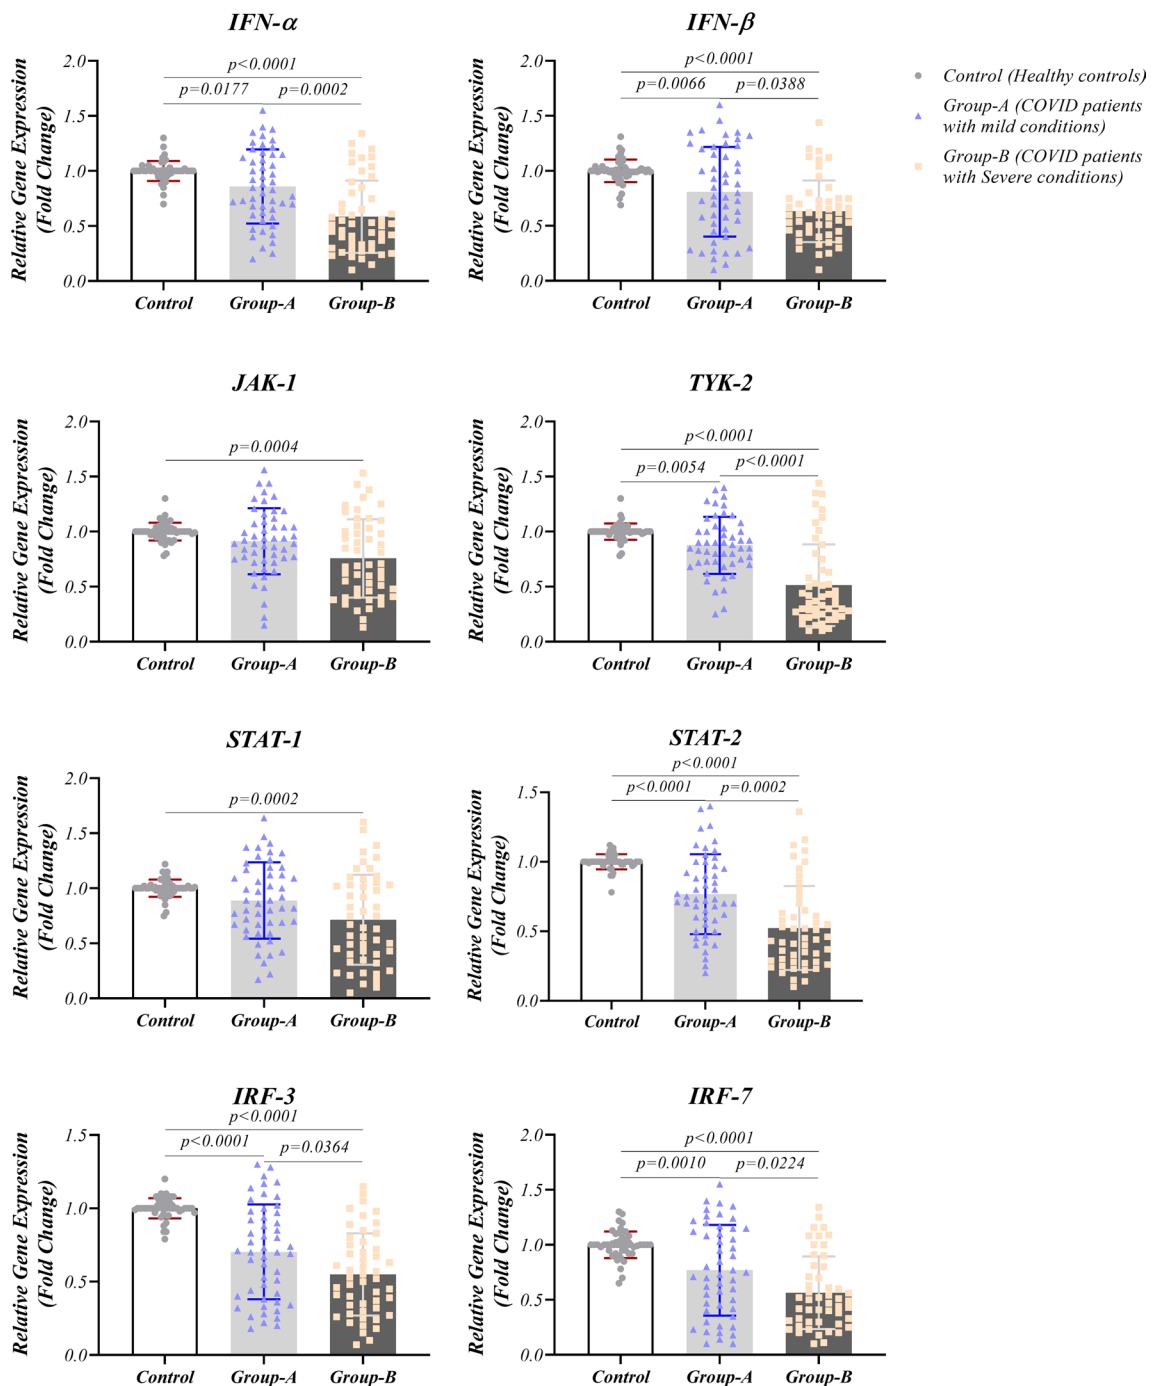 IFN-α
Relative Gene Expression
(Fold Change)
2.0
1.5
1.0
0.5
0.0
p<0.0001
p=0.0177
p=0.0002
Control
Group-A
Group-B
IFN-β
Relative Gene Expression
(Fold Change)
2.0
1.5
1.0
0.5
0.0
p<0.0001
p=0.0066
p=0.0388
Control
Group-A
Group-B
Control (Healthy controls)
Group-A (COVID patients
with mild conditions)
Group-B (COVID patients
with Severe conditions)
JAK-1
Relative Gene Expression
(Fold Change)
2.0
1.5
1.0
0.5
0.0
p=0.0004
Control
Group-A
Group-B
TYK-2
Relative Gene Expression
(Fold Change)
2.0
1.5
1.0
0.5
0.0
p<0.0001
p=0.0054
p<0.0001
Control
Group-A
Group-B
STAT-1
Relative Gene Expression
(Fold Change)
2.0
1.5
1.0
0.5
0.0
p=0.0002
Control
Group-A
Group-B
STAT-2
Relative Gene Expression
(Fold Change)
1.5
1.0
0.5
0.0
p<0.0001
p<0.0001
p=0.0002
Control
Group-A
Group-B
IRF-3
Relative Gene Expression
(Fold Change)
1.5
1.0
0.5
0.0
p<0.0001
p<0.0001
p=0.0364
Control
Group-A
Group-B
IRF-7
Relative Gene Expression
(Fold Change)
2.0
1.5
1.0
0.5
0.0
p<0.0001
p=0.0010
p=0.0224
Control
Group-A
Group-B